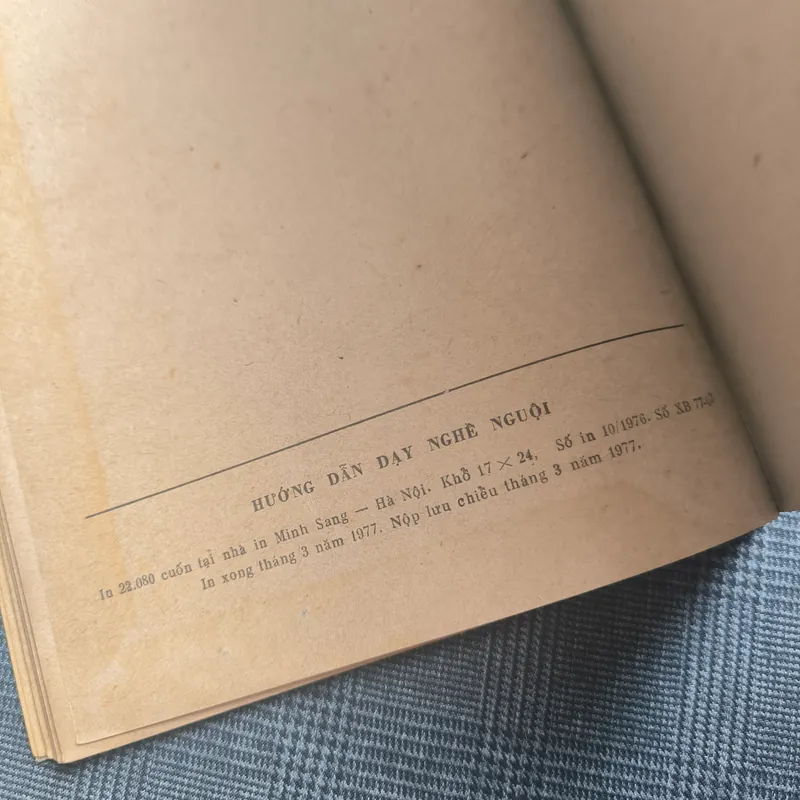 HƯỚNG DẪN DẠY NGHỀ NGUỘI
In 22.080 cuốn tại nhà in Minh Sang — Hà Nội. Khổ 17 × 24, Số in 10/1976. Số XB
In xong tháng 3 năm 1977. Nộp lưu chiều tháng 3 năm 1977.